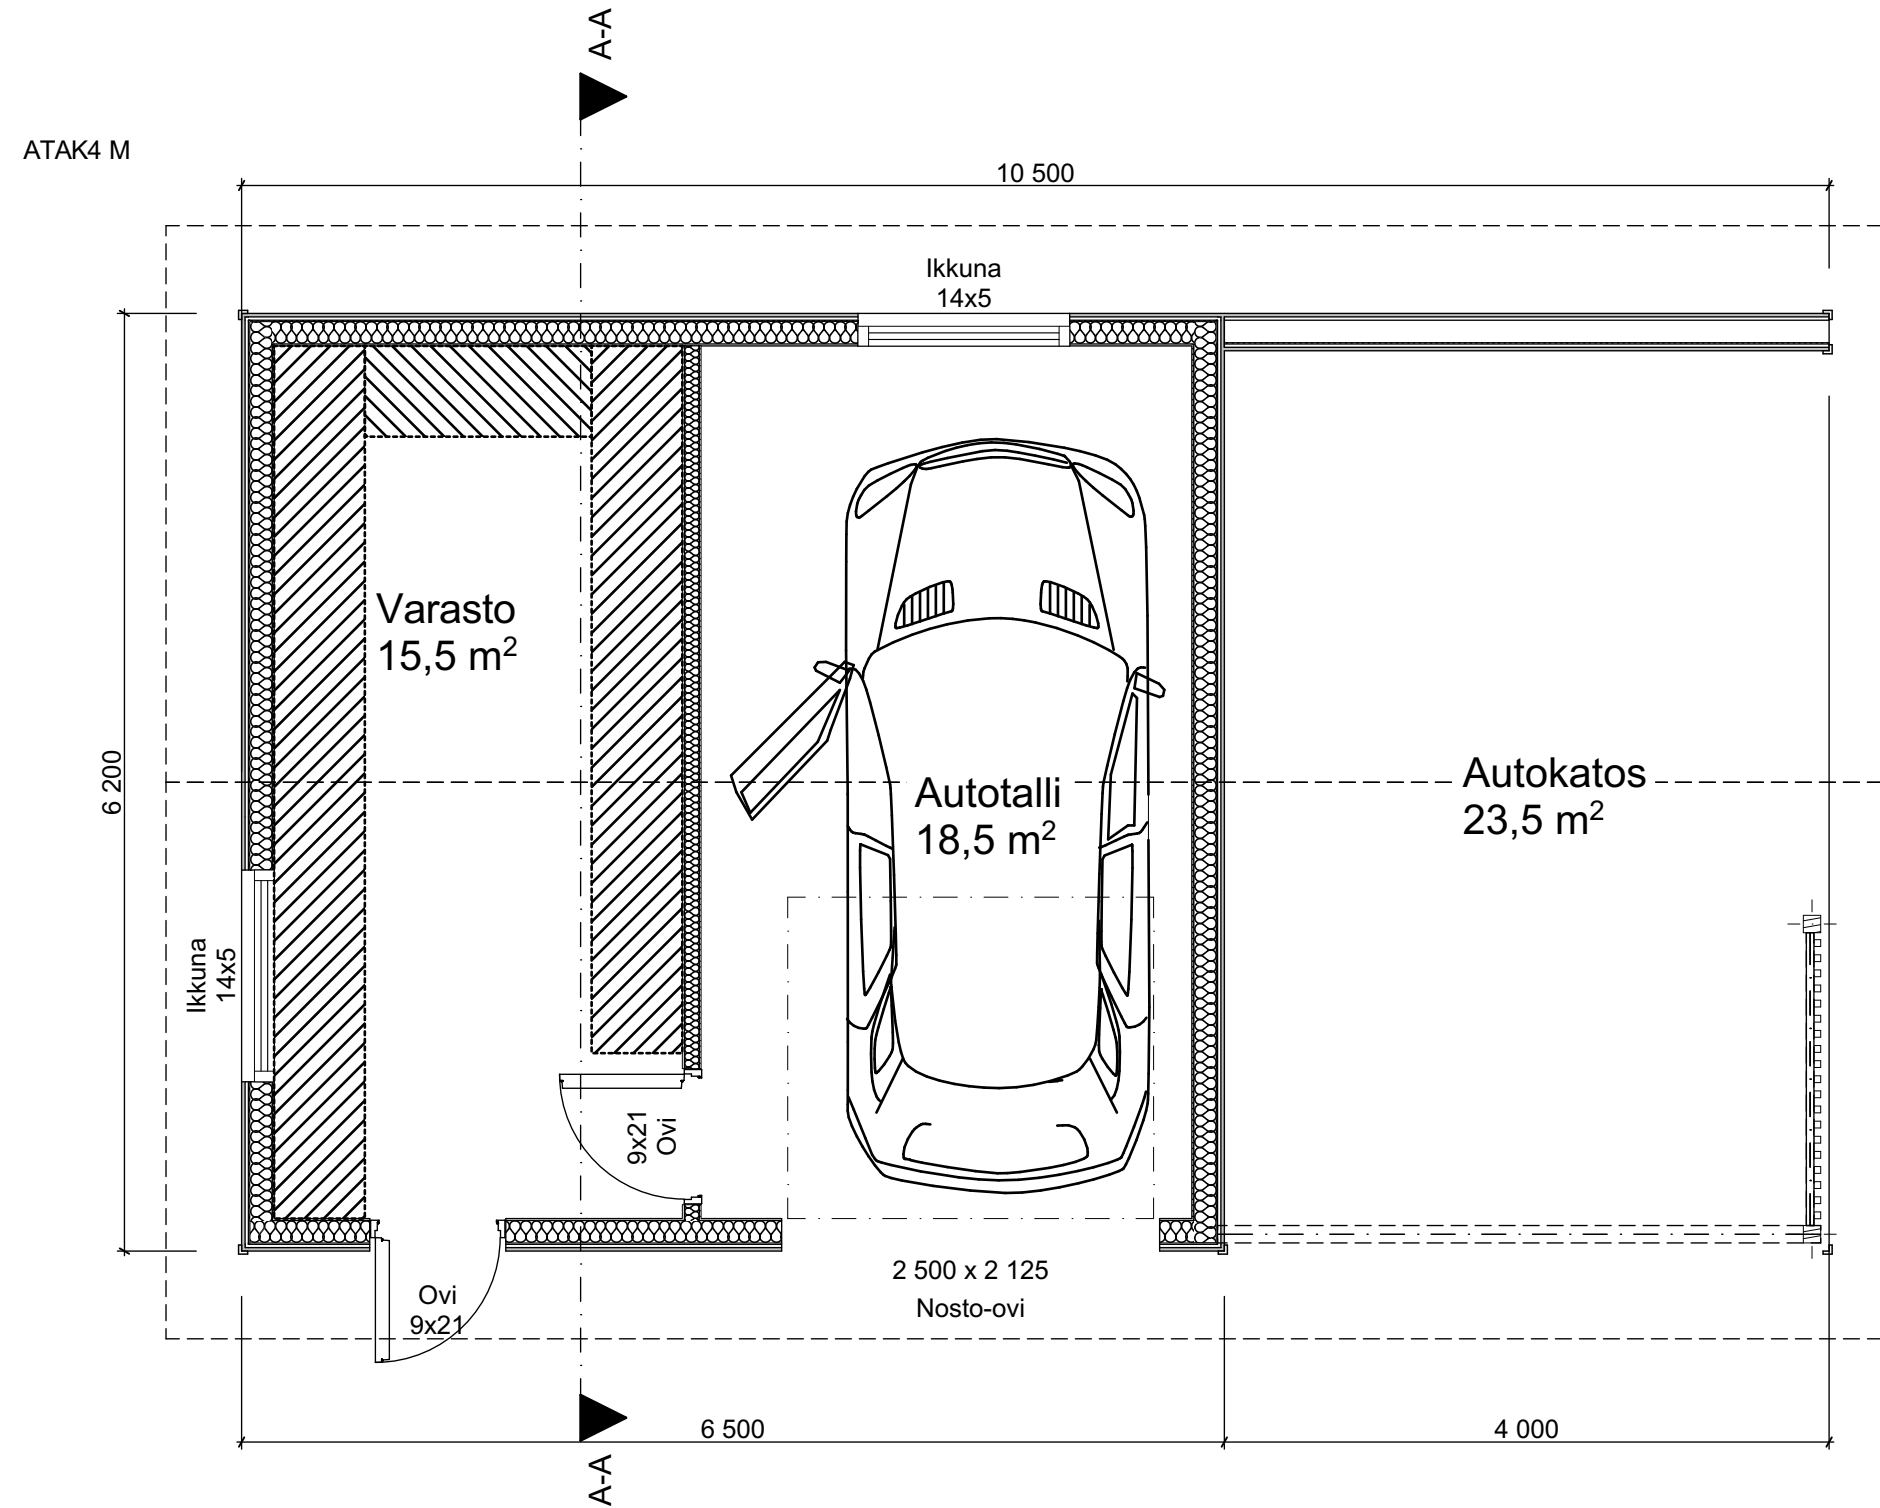 A-A
ATAK4 M
10 500
Ikkuna
14x5
Varasto
15,5 m²
6 200
Autotalli
18,5 m²
Autokatos
23,5 m²
Ikkuna
14x5
9x21
Ovi
Ovi
9x21
2 500 x 2 125
Nosto-ovi
6 500
4 000
A-A